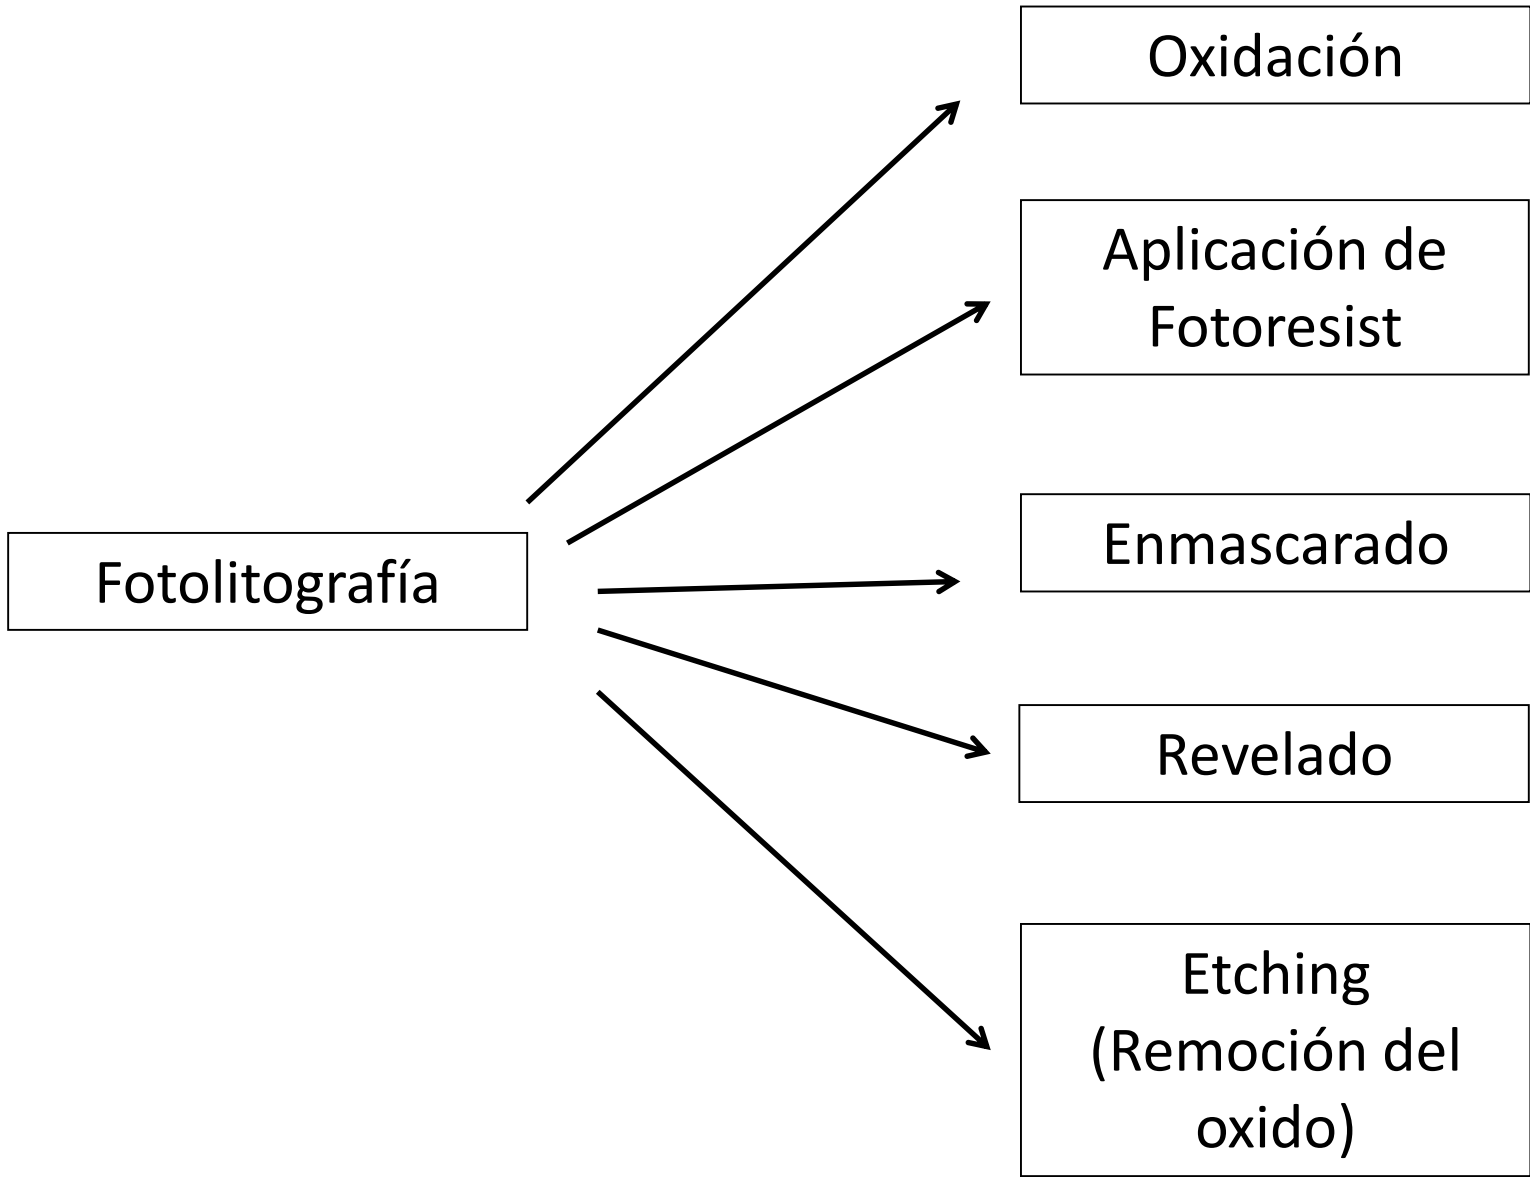 Oxidación
Aplicación de
Fotoresist
Enmascarado
Fotolitografía
Revelado
Etching
(Remoción del
oxido)